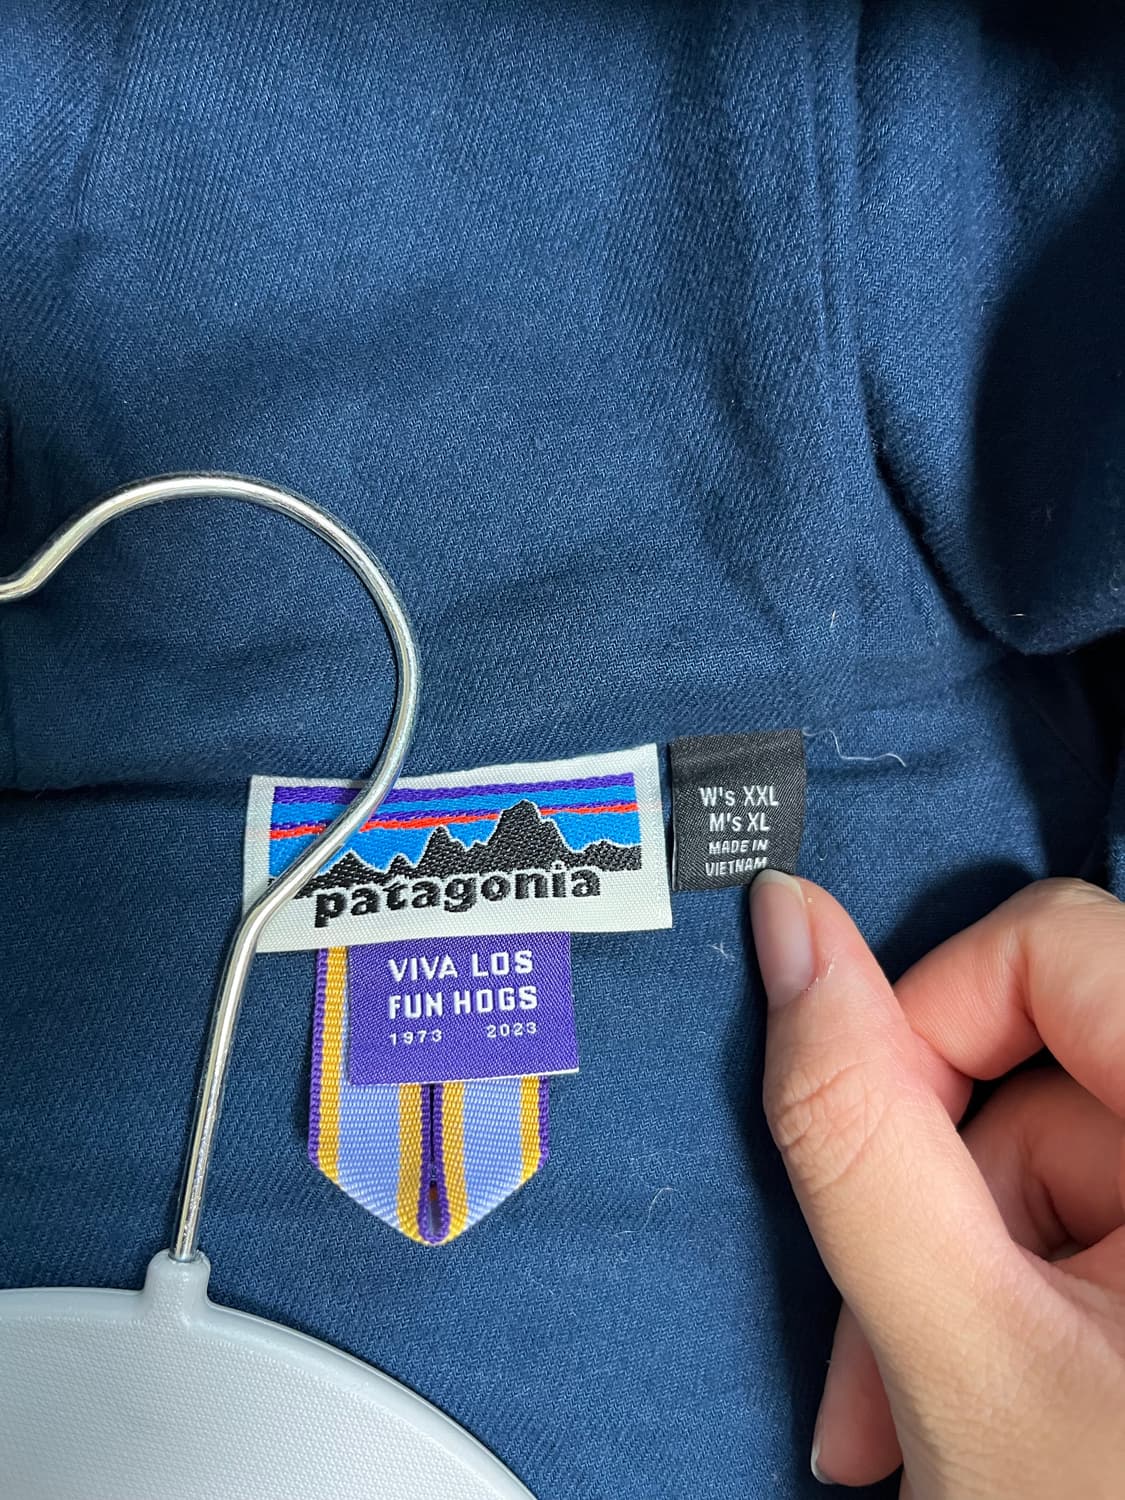 patagonia
W's XXL
M's XL
MADE IN
VIETNAM
VIVA LOS
FUN HOGS
1973 2023